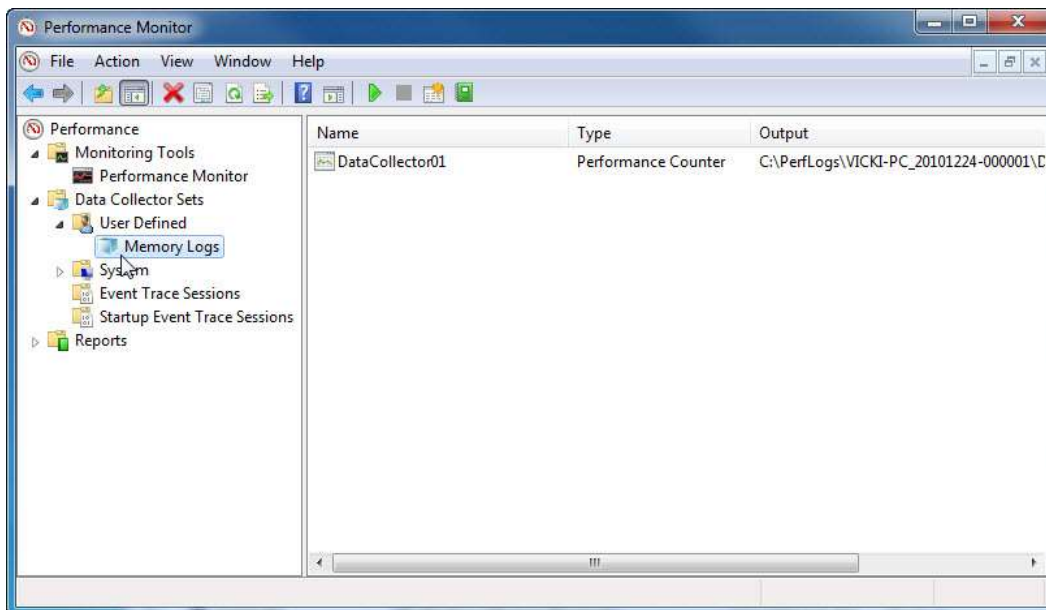 Performance Monitor
File Action View Window Help
Performance
Monitoring Tools
Performance Monitor
Data Collector Sets
User Defined
Memory Logs
System
Event Trace Sessions
Startup Event Trace Sessions
Reports
Name Type Output
DataCollector01 Performance Counter C:\PerfLogs\VICKI-PC_20101224-000001\D